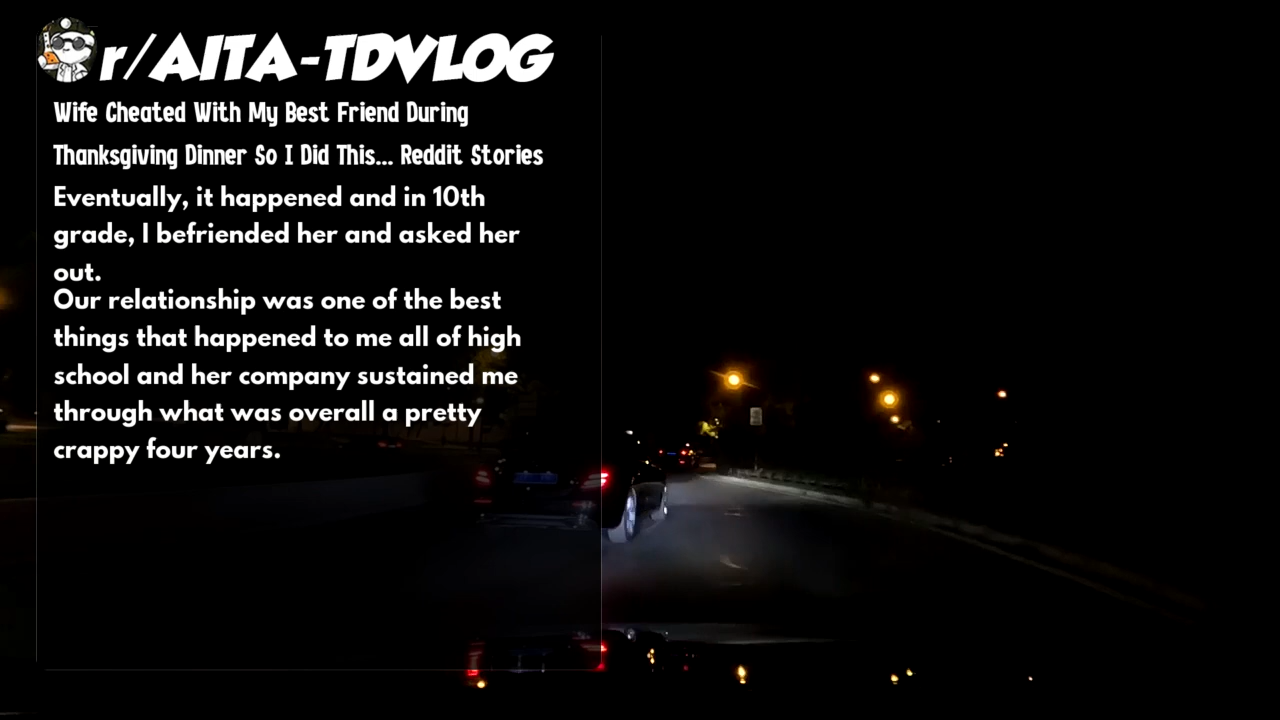 r/AITA-TDVLOG
Wife Cheated With My Best Friend During
Thanksgiving Dinner So I Did This... Reddit Stories
Eventually, it happened and in 10th
grade, I befriended her and asked her
out.
Our relationship was one of the best
things that happened to me all of high
school and her company sustained me
through what was overall a pretty
crappy four years.